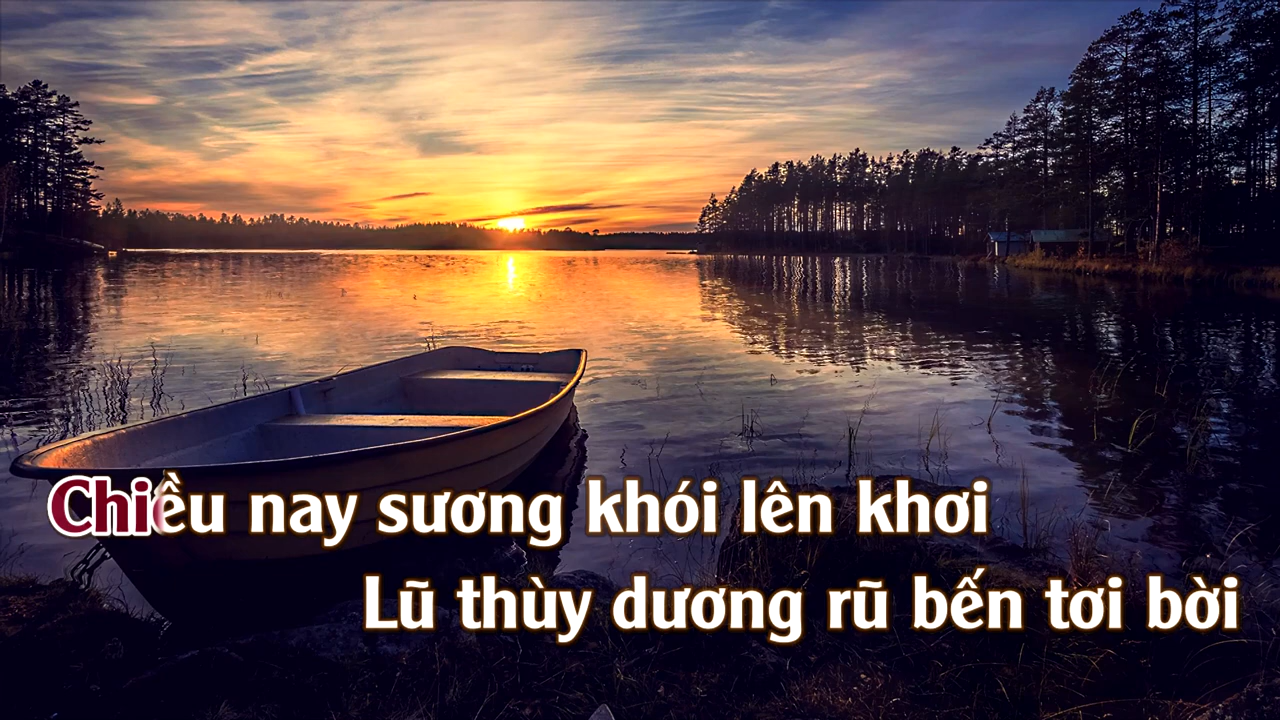 Chiều nay sương khói lên khơi
Lũ thùy dương rũ bến tơi bời